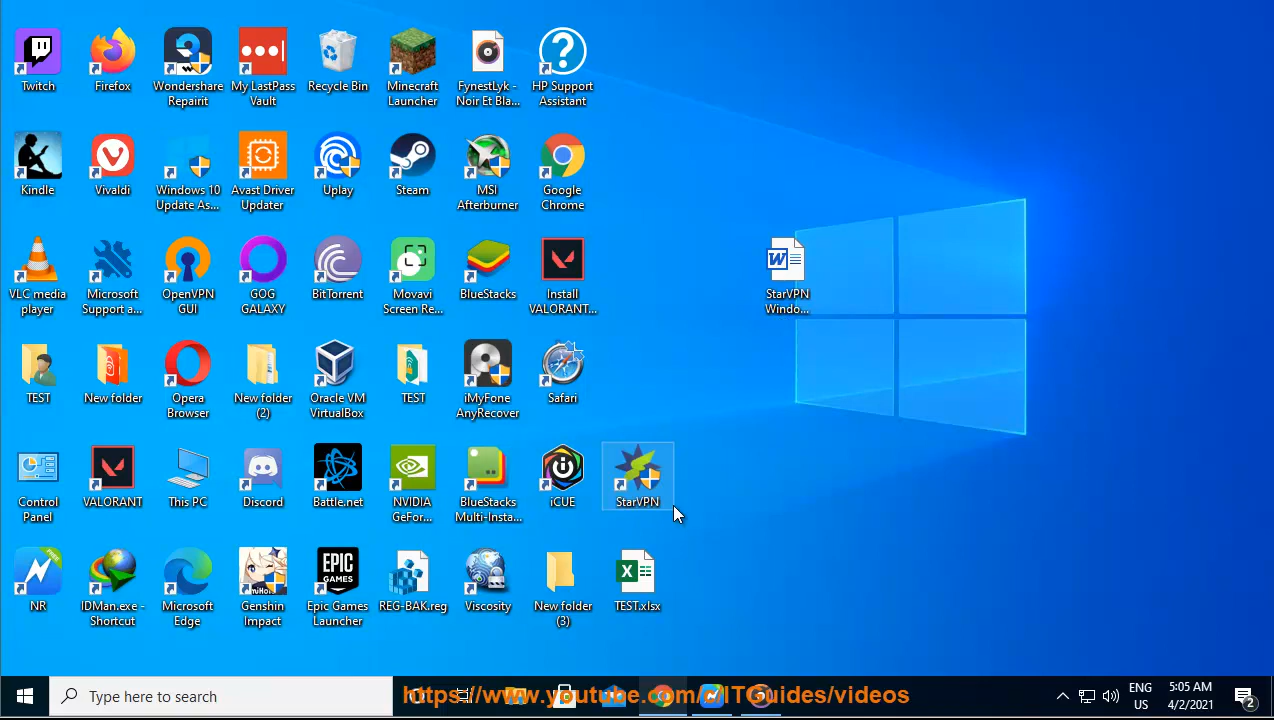 Twitch
Firefox
Wondershare
Repairit
My LastPass
Vault
Recycle Bin
Minecraft
Launcher
FynestLyk -
Noir Et Bla...
HP Support
Assistant
Kindle
Vivaldi
Windows 10
Update As...
Avast Driver
Updater
Uplay
Steam
MSI
Afterburner
Google
Chrome
VLC media
player
Microsoft
Support a...
OpenVPN
GUI
GOG
GALAXY
BitTorrent
Movavi
Screen Re...
BlueStacks
Install
VALORANT...
StarVPN
Windo...
TEST
New folder
Opera
Browser
New folder
(2)
Oracle VM
VirtualBox
TEST
iMyFone
AnyRecover
Safari
Control
Panel
VALORANT
This PC
Discord
Battle.net
NVIDIA
GeFor...
BlueStacks
Multi-Insta...
iCUE
StarVPN
FREE
NR
IDMan.exe -
Shortcut
Microsoft
Edge
Genshin
Impact
EPIC
GAMES
Epic Games
Launcher
REG-BAK.reg
Viscosity
New folder
(3)
TEST.xlsx
Type here to search
https://www.youtube.com/ZITGuides/videos
ENG
US
5:05 AM
4/2/2021
2